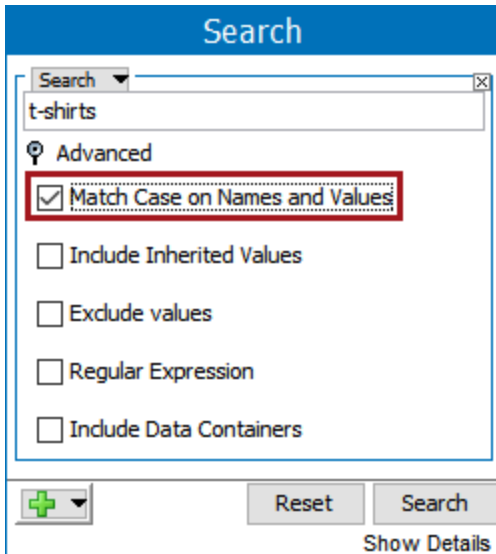 Search
Search
t-shirts
Advanced
Match Case on Names and Values
Include Inherited Values
Exclude values
Regular Expression
Include Data Containers
Reset Search
Show Details